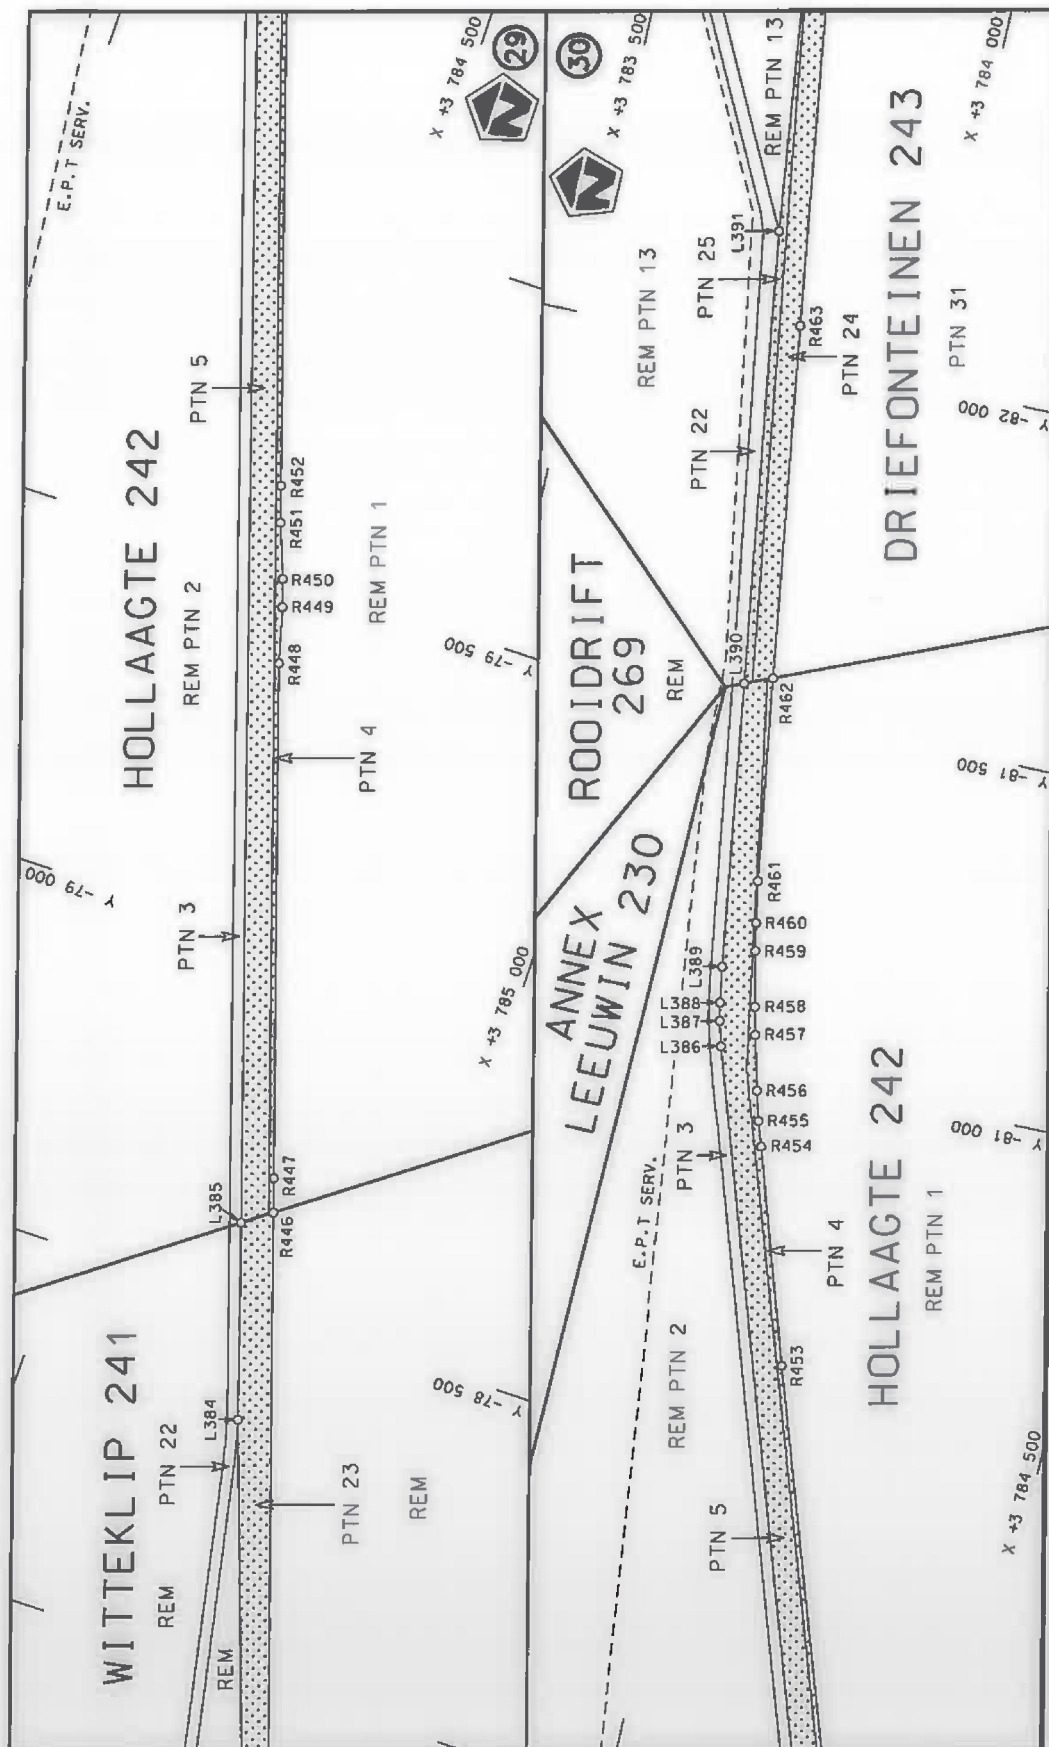 WITTEKLIP 241
REM
PTN 22
REM
L384
PTN 23
REM
L385
R446
R447
HOLLAAGTE 242
REM PTN 2
PTN 3
PTN 4
PTN 5
REM PTN 1
R448
R449
R450
R451
R452
E.P.T SERV.
Y -78 500
Y -79 000
Y -79 500
X +3 785 000
X +3 784 500
29
N
30
N
ANNEX
LEEUWIN 230
ROOIDRIFT
269
REM
E.P.T SERV.
REM PTN 2
PTN 5
PTN 3
PTN 4
HOLLAAGTE 242
REM PTN 1
R453
R454
R455
R456
R457
R458
R459
R460
R461
R462
R463
L386
L387
L388
L389
L390
L391
REM PTN 13
PTN 22
PTN 25
PTN 24
REM PTN 13
DRIEFONTEINEN 243
PTN 31
X +3 784 500
Y -81 000
Y -81 500
Y -82 000
X +3 784 000
X +3 783 500